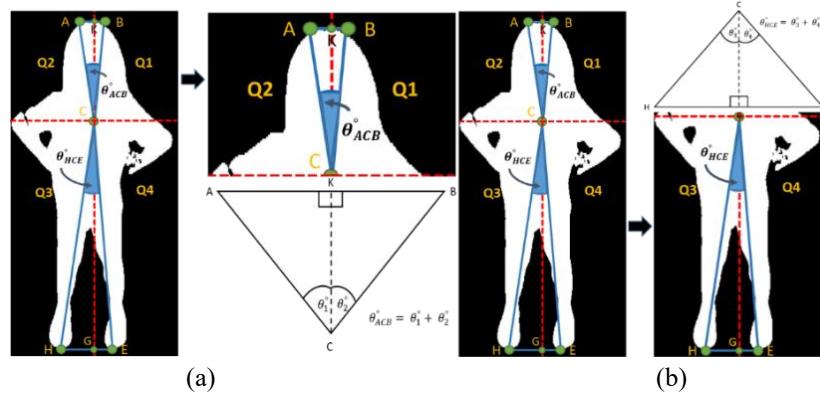 A K B
Q2 Q1
θ°ACB
C
θ°HCE
Q3 Q4
H G E
A K B
Q2 Q1
θ°ACB
C
K
A B
θ°1 θ°2
θ°ACB = θ°1 + θ°2
C
(a)
A K B
Q2 Q1
θ°ACB
C
θ°HCE
Q3 Q4
H G E
C
θ°HCE = θ°3 + θ°4
θ°3 θ°4
H
θ°HCE
Q3 Q4
H G E
(b)